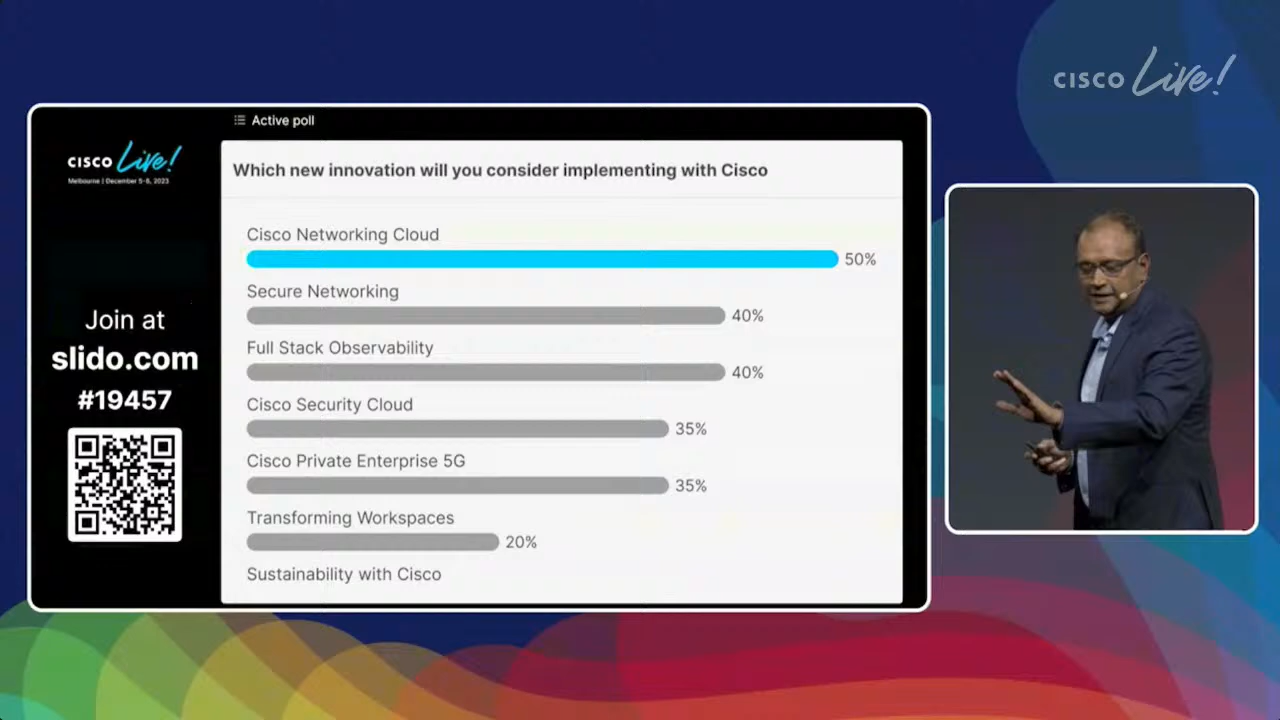 CISCO Live!
Active poll
CISCO Live!
Melbourne | December 5-8, 2023
Which new innovation will you consider implementing with Cisco
Cisco Networking Cloud
50%
Secure Networking
40%
Full Stack Observability
40%
Cisco Security Cloud
35%
Cisco Private Enterprise 5G
35%
Transforming Workspaces
20%
Sustainability with Cisco
Join at
slido.com
#19457